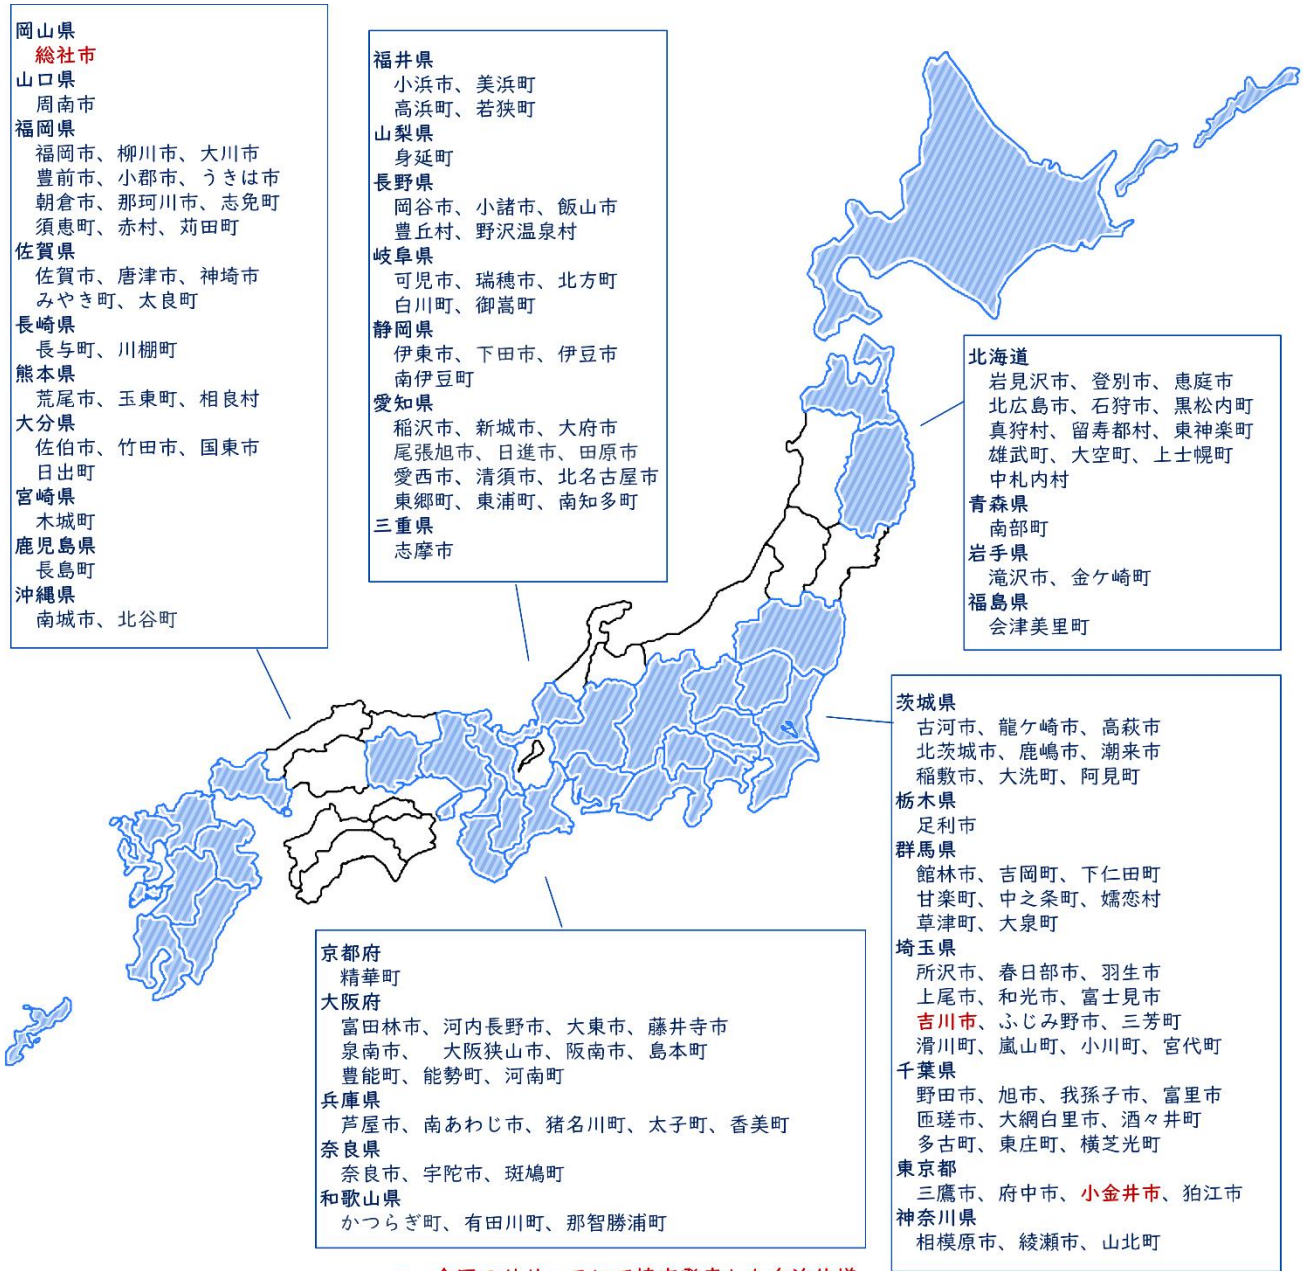 岡山県
総社市
山口県
周南市
福岡県
福岡市、柳川市、大川市
豊前市、小郡市、うきは市
朝倉市、那珂川市、志免町
須恵町、赤村、苅田町
佐賀県
佐賀市、唐津市、神埼市
みやき町、太良町
長崎県
長与町、川棚町
熊本県
荒尾市、玉東町、相良村
大分県
佐伯市、竹田市、国東市
日出町
宮崎県
木城町
鹿児島県
長島町
沖縄県
南城市、北谷町
福井県
小浜市、美浜町
高浜町、若狭町
山梨県
身延町
長野県
岡谷市、小諸市、飯山市
豊丘村、野沢温泉村
岐阜県
可児市、瑞穂市、北方町
白川町、御嵩町
静岡県
伊東市、下田市、伊豆市
南伊豆町
愛知県
稲沢市、新城市、大府市
尾張旭市、日進市、田原市
愛西市、清須市、北名古屋市
東郷町、東浦町、南知多町
三重県
志摩市
北海道
岩見沢市、登別市、恵庭市
北広島市、石狩市、黒松内町
真狩村、留寿都村、東神楽町
雄武町、大空町、上士幌町
中札内村
青森県
南部町
岩手県
滝沢市、金ケ崎町
福島県
会津美里町
茨城県
古河市、龍ケ崎市、高萩市
北茨城市、鹿嶋市、潮来市
稲敷市、大洗町、阿見町
栃木県
足利市
群馬県
館林市、吉岡町、下仁田町
甘楽町、中之条町、嬬恋村
草津町、大泉町
埼玉県
所沢市、春日部市、羽生市
上尾市、和光市、富士見市
吉川市、ふじみ野市、三芳町
滑川町、嵐山町、小川町、宮代町
千葉県
野田市、旭市、我孫子市、富里市
匝瑳市、大網白里市、酒々井町
多古町、東庄町、横芝光町
東京都
三鷹市、府中市、小金井市、狛江市
神奈川県
相模原市、綾瀬市、山北町
京都府
精華町
大阪府
富田林市、河内長野市、大東市、藤井寺市
泉南市、 大阪狭山市、阪南市、島本町
豊能町、能勢町、河南町
兵庫県
芦屋市、南あわじ市、猪名川町、太子町、香美町
奈良県
奈良市、宇陀市、斑鳩町
和歌山県
かつらぎ町、有田川町、那智勝浦町